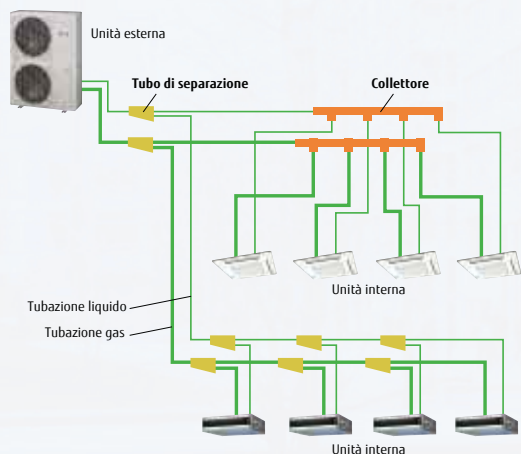 Unità esterna
Tubo di separazione
Collettore
Unità interna
Tubazione liquido
Tubazione gas
Unità interna